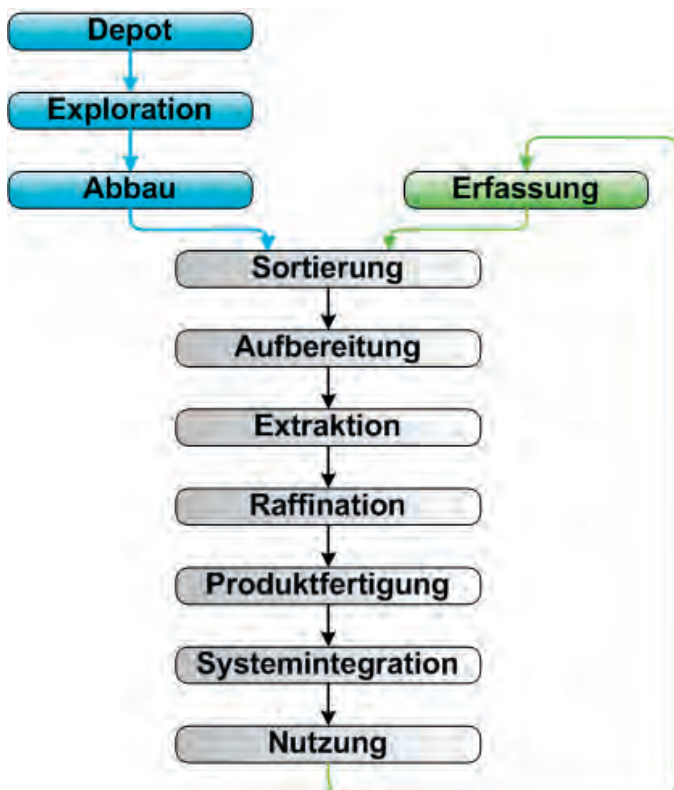 Depot
Exploration
Abbau
Erfassung
Sortierung
Aufbereitung
Extraktion
Raffination
Produktfertigung
Systemintegration
Nutzung